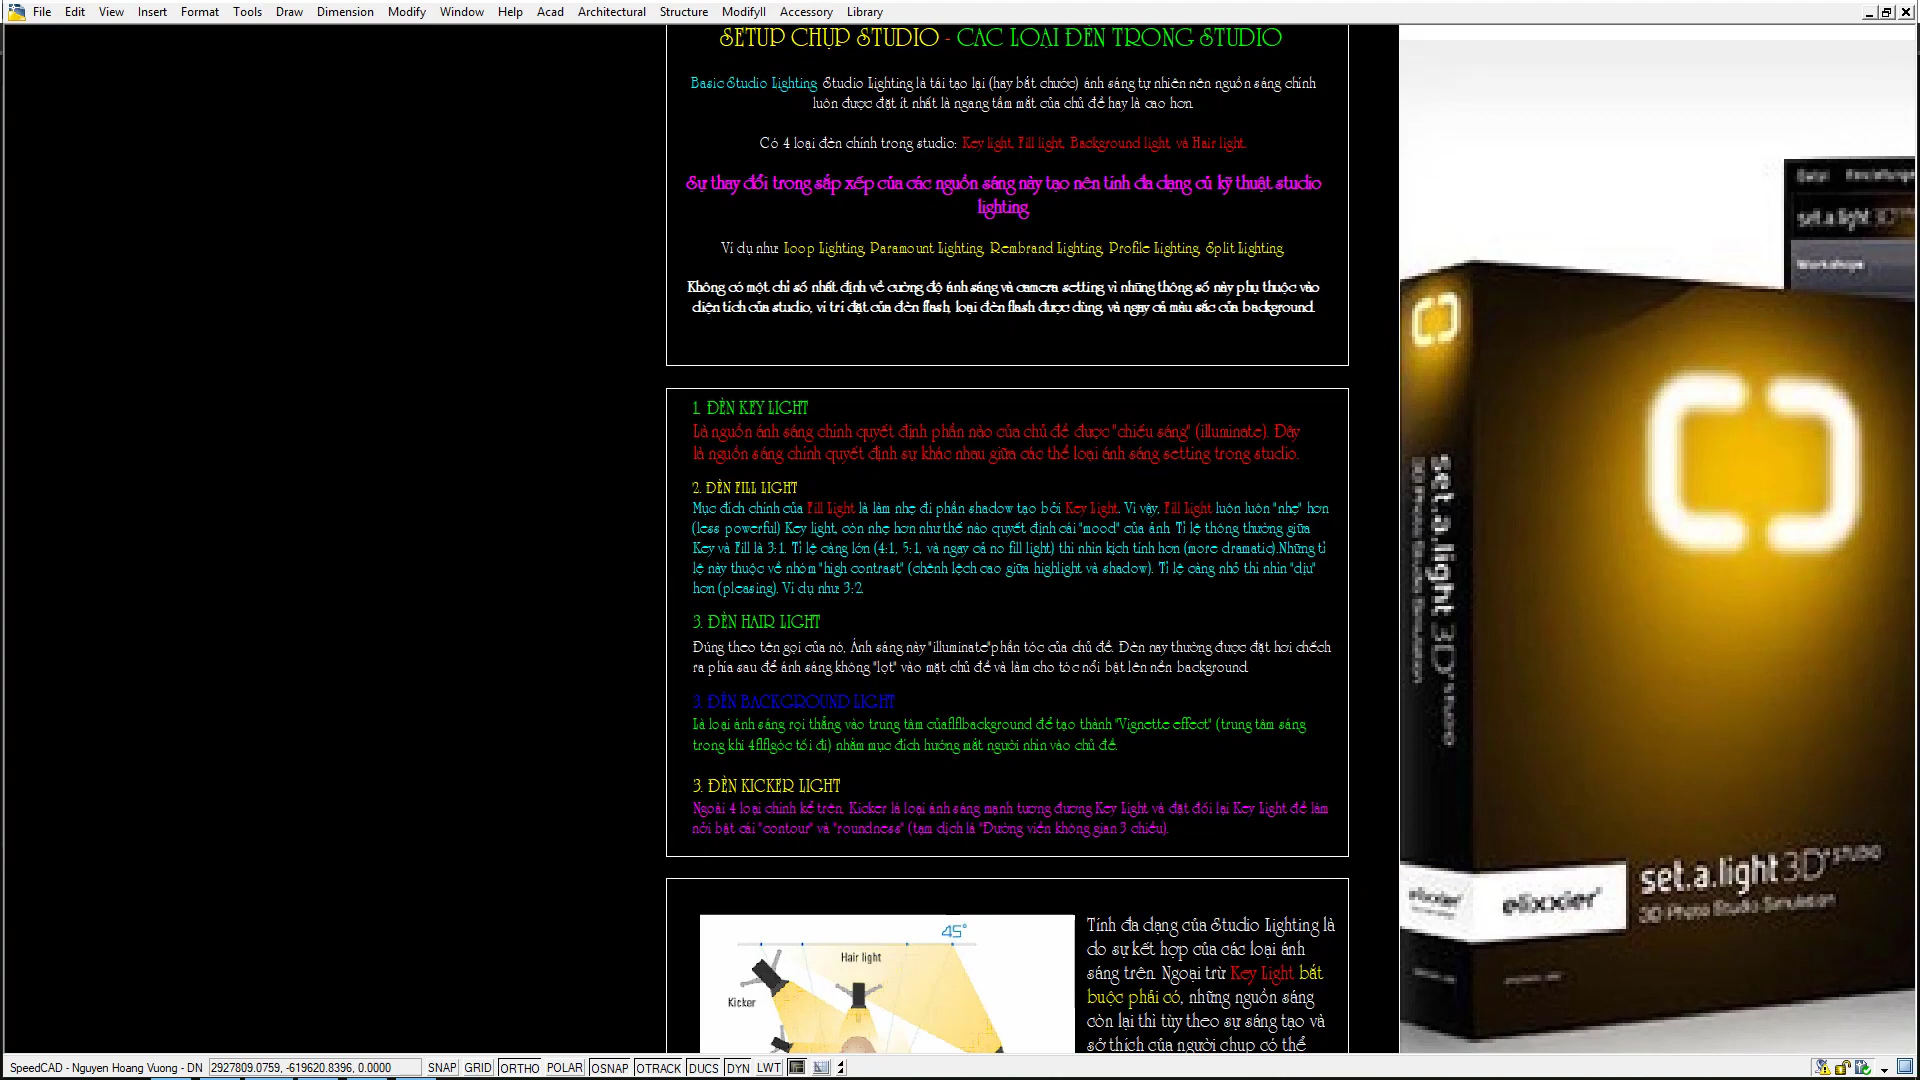 File Edit View Insert Format Tools Draw Dimension Modify Window Help Acad Architectural Structure ModifyII Accessory Library
SETUP CHỤP STUDIO - CÁC LOẠI ĐÈN TRONG STUDIO
Basic Studio Lighting: Studio Lighting là tái tạo lại (hay bắt chước) ánh sáng tự nhiên nên nguồn sáng chính
luôn được đặt ít nhất là ngang tầm mắt của chủ đề hay là cao hơn.
Có 4 loại đèn chính trong studio: Key light, Fill light, Background light, và Hair light.
Sự thay đổi trong sắp xếp của các nguồn sáng này tạo nên tính đa dạng củ kỹ thuật studio
lighting.
Ví dụ như: Loop Lighting, Paramount Lighting, Rembrand Lighting, Profile Lighting, Split Lighting.
Không có một chỉ số nhất định về cường độ ánh sáng và camera setting vì những thông số này phụ thuộc vào
diện tích của studio, ví trí đặt của đèn flash, loại đèn flash được dùng, và ngay cả màu sắc của background.
1. ĐÈN KEY LIGHT
Là nguồn ánh sáng chính quyết định phần nào của chủ đề được "chiếu sáng" (illuminate). Đây
là nguồn sáng chính quyết định sự khác nhau giữa các thể loại ánh sáng setting trong studio.
2. ĐÈN FILL LIGHT
Mục đích chính của Fill Light là làm nhẹ đi phần shadow tạo bởi Key Light. Vì vậy, Fill Light luôn luôn "nhẹ" hơn
(less powerful) Key light, còn nhẹ hơn như thế nào quyết định cái "mood" của ảnh. Tỉ lệ thông thường giữa
Key và Fill là 3:1. Tỉ lệ càng lớn (4:1, 5:1, và ngay cả no fill light) thì nhìn kịch tính hơn (more dramatic).Những tỉ
lệ này thuộc về nhóm "high contrast" (chênh lệch cao giữa highlight và shadow). Tỉ lệ càng nhỏ thì nhìn "dịu"
hơn (pleasing). Ví dụ như: 3:2.
3. ĐÈN HAIR LIGHT
Đúng theo tên gọi của nó, Ánh sáng này "illuminate"phần tóc của chủ đề. Đèn nay thường được đặt hơi chếch
ra phía sau để ánh sáng không "lọt" vào mặt chủ đề và làm cho tóc nổi bật lên nền background.
3. ĐÈN BACKGROUND LIGHT
Là loại ánh sáng rọi thẳng vào trung tâm củaflflbackground để tạo thành "Vignette effect" (trung tâm sáng
trong khi 4flflgóc tối đi) nhằm mục đích hướng mắt người nhìn vào chủ đề.
3. ĐÈN KICKER LIGHT
Ngoài 4 loại chính kể trên, Kicker là loại ánh sáng mạnh tương đương Key Light và đặt đối lại Key Light để làm
nổi bật cái "contour" và "roundness" (tạm dịch là "Đường viền không gian 3 chiều).
45°
Hair light
Kicker
Tính đa dạng của Studio Lighting là
do sự kết hợp của các loại ánh
sáng trên. Ngoại trừ Key Light bắt
buộc phải có, những nguồn sáng
còn lại thì tùy theo sự sáng tạo và
sở thích của người chụp có thể
set.a.light 3D
Workshops
set.a.light 3D STUDIO
3D Photo Studio Simulation
elixxier
set.a.light 3D STUDIO
3D Photo Studio Simulation
elixxier
SpeedCAD - Nguyen Hoang Vuong - DN 2927809.0759, -619620.8396, 0.0000 SNAP GRID ORTHO POLAR OSNAP OTRACK DUCS DYN LWT